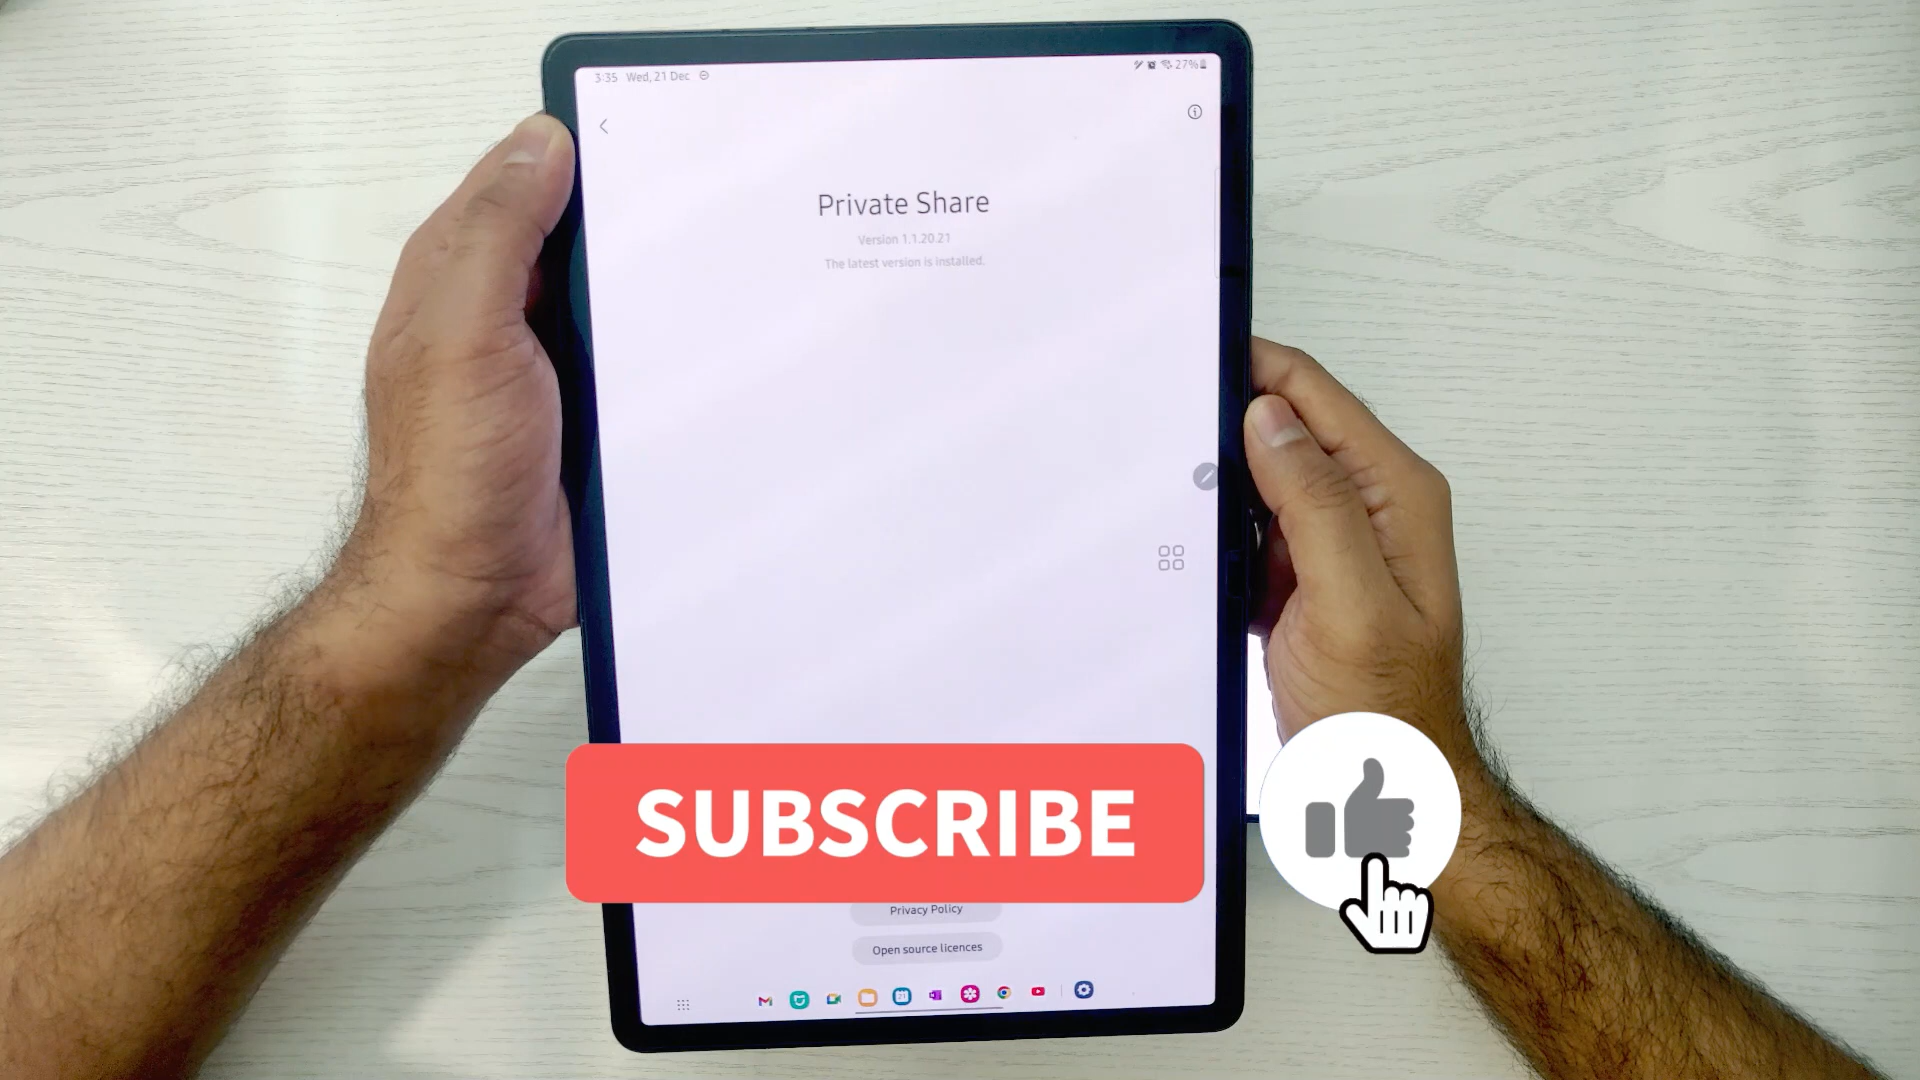 3:35 Wed, 21 Dec
27%
Private Share
Version 1.1.20.21
The latest version is installed.
SUBSCRIBE
Privacy Policy
Open source licences
21